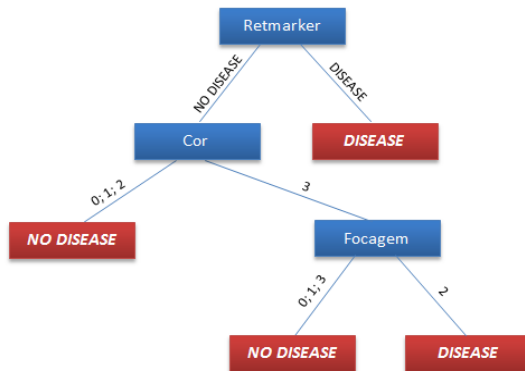 Retmarker
NO DISEASE
DISEASE
Cor
DISEASE
0; 1; 2
3
NO DISEASE
Focagem
0; 1; 3
2
NO DISEASE
DISEASE